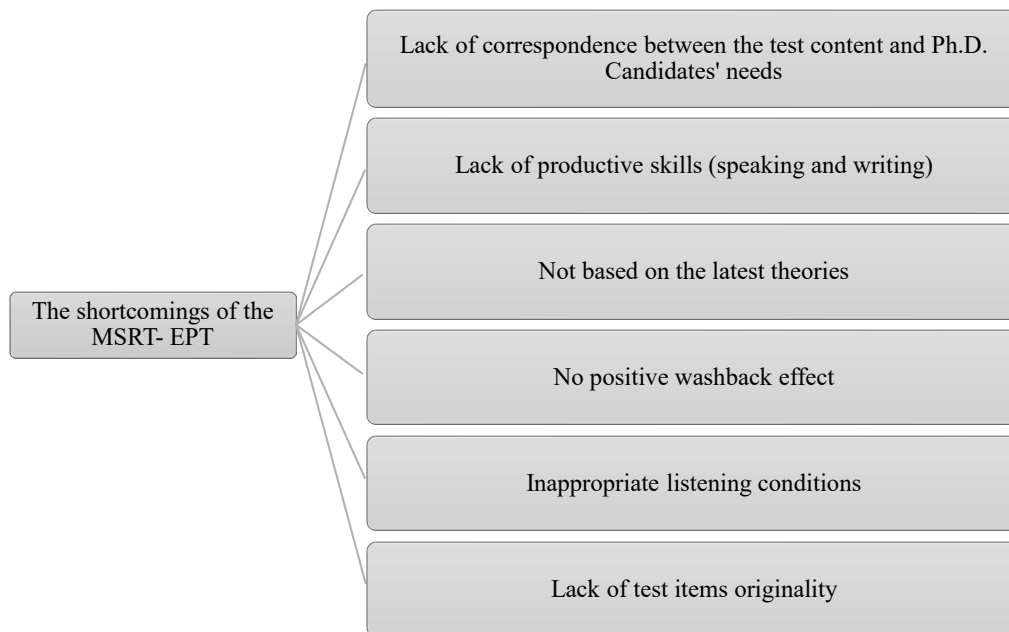 Lack of correspondence between the test content and Ph.D.
Candidates' needs
Lack of productive skills (speaking and writing)
Not based on the latest theories
The shortcomings of the
MSRT- EPT
No positive washback effect
Inappropriate listening conditions
Lack of test items originality